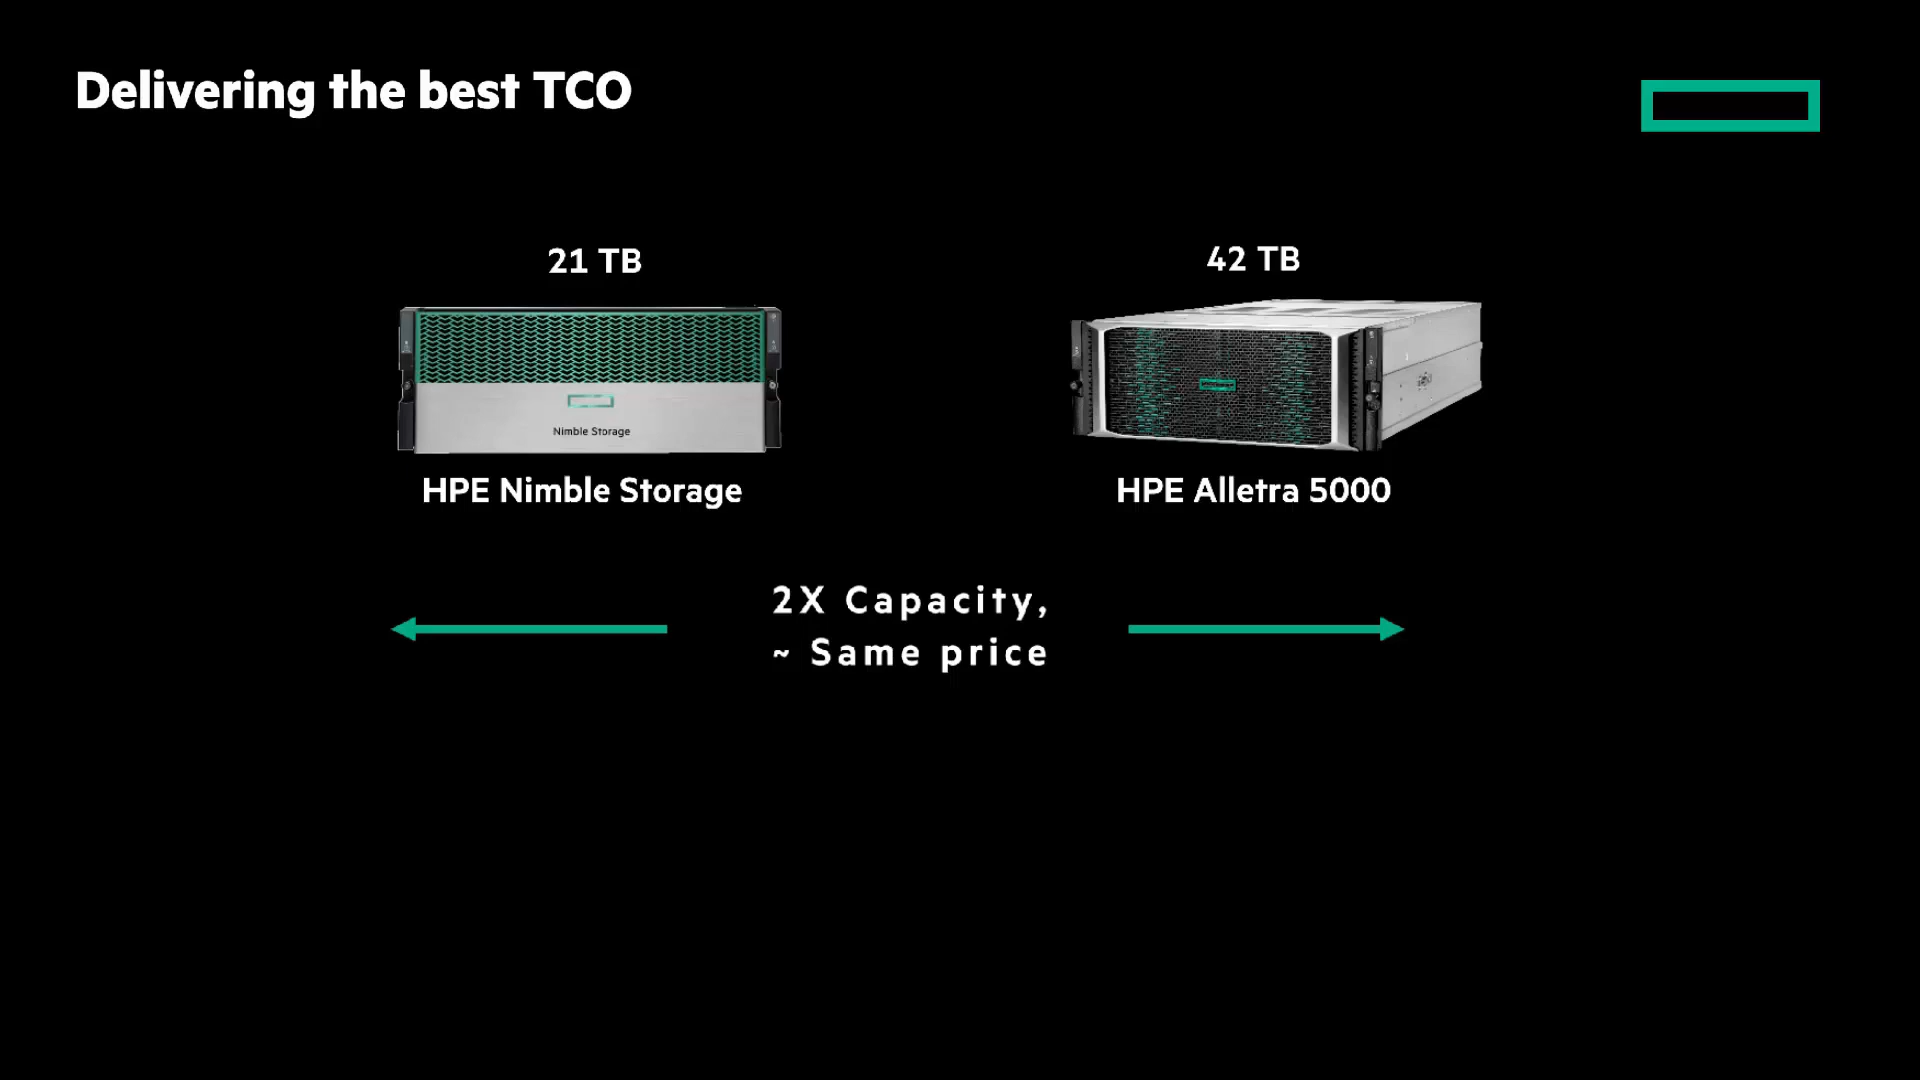 Delivering the best TCO
21 TB
42 TB
Nimble Storage
HPE Nimble Storage
HPE Alletra 5000
2X Capacity,
~ Same price